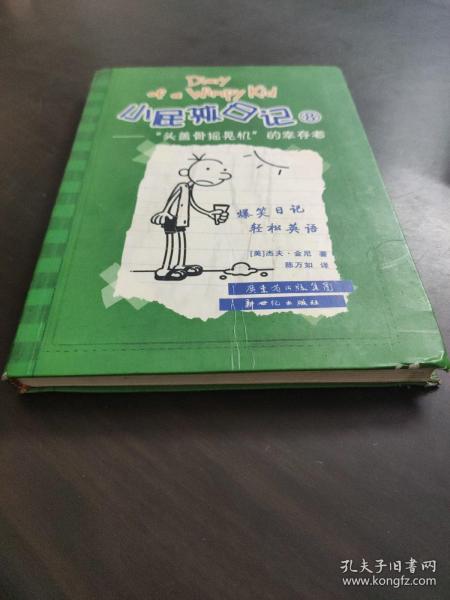 Diary
of a Wimpy Kid
小屁孩日记⑧
——“头盖骨摇晃机”的幸存者
爆笑日记
轻松英语
[美]杰夫·金尼 著
陈万如 译
广东省出版集团
新世纪出版社
孔夫子旧书网
www.kongfz.com